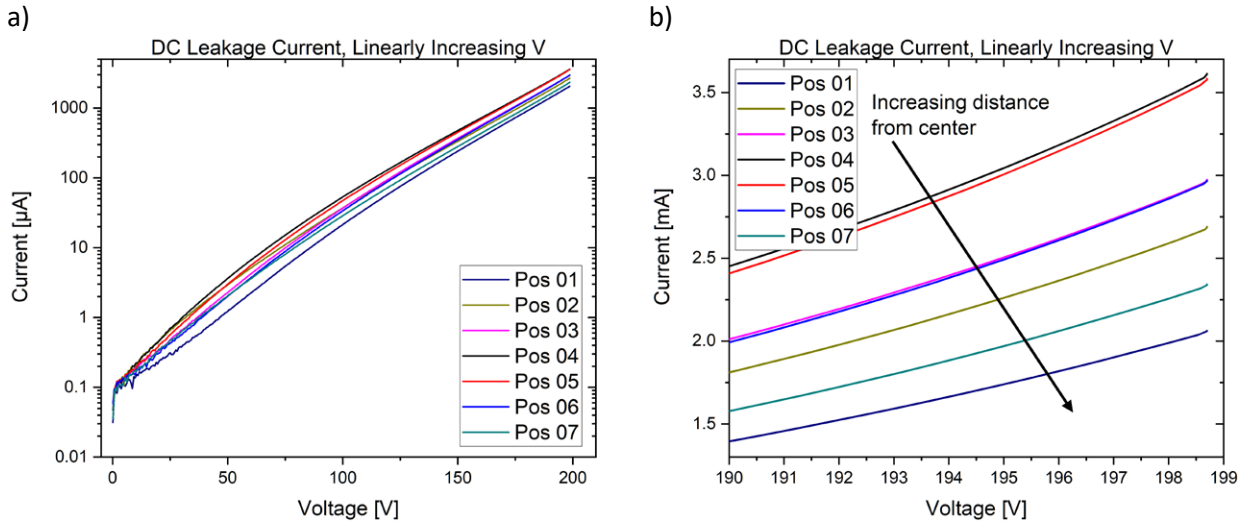 a)
DC Leakage Current, Linearly Increasing V
1000
100
10
1
0.1
0.01
Current [µA]
Pos 01
Pos 02
Pos 03
Pos 04
Pos 05
Pos 06
Pos 07
0 50 100 150 200
Voltage [V]
b)
DC Leakage Current, Linearly Increasing V
3.5
3.0
2.5
2.0
1.5
Current [mA]
Pos 01
Pos 02
Pos 03
Pos 04
Pos 05
Pos 06
Pos 07
Increasing distance
from center
190 191 192 193 194 195 196 197 198 199
Voltage [V]